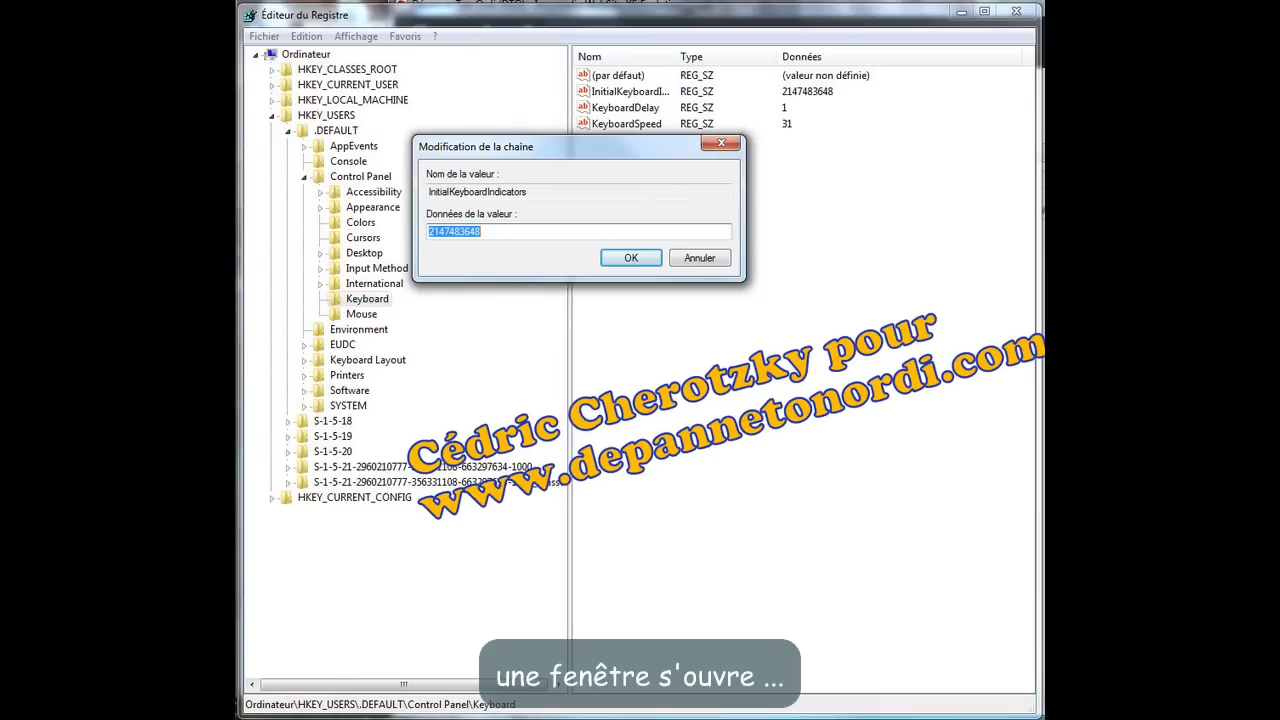 Éditeur du Registre
Fichier Edition Affichage Favoris ?
Ordinateur
HKEY_CLASSES_ROOT
HKEY_CURRENT_USER
HKEY_LOCAL_MACHINE
HKEY_USERS
.DEFAULT
AppEvents
Console
Control Panel
Accessibility
Appearance
Colors
Cursors
Desktop
Input Method
International
Keyboard
Mouse
Environment
EUDC
Keyboard Layout
Printers
Software
SYSTEM
S-1-5-18
S-1-5-19
S-1-5-20
HKEY_CURRENT_CONFIG
Nom Type Données
(par défaut) REG_SZ (valeur non définie)
InitialKeyboardI... REG_SZ 2147483648
KeyboardDelay REG_SZ 1
KeyboardSpeed REG_SZ 31
Modification de la chaîne
Nom de la valeur :
InitialKeyboardIndicators
Données de la valeur :
2147483648
OK Annuler
Cédric Cherotzky pour
www.depannetonordi.com
une fenêtre s'ouvre ...
Ordinateur\HKEY_USERS\.DEFAULT\Control Panel\Keyboard